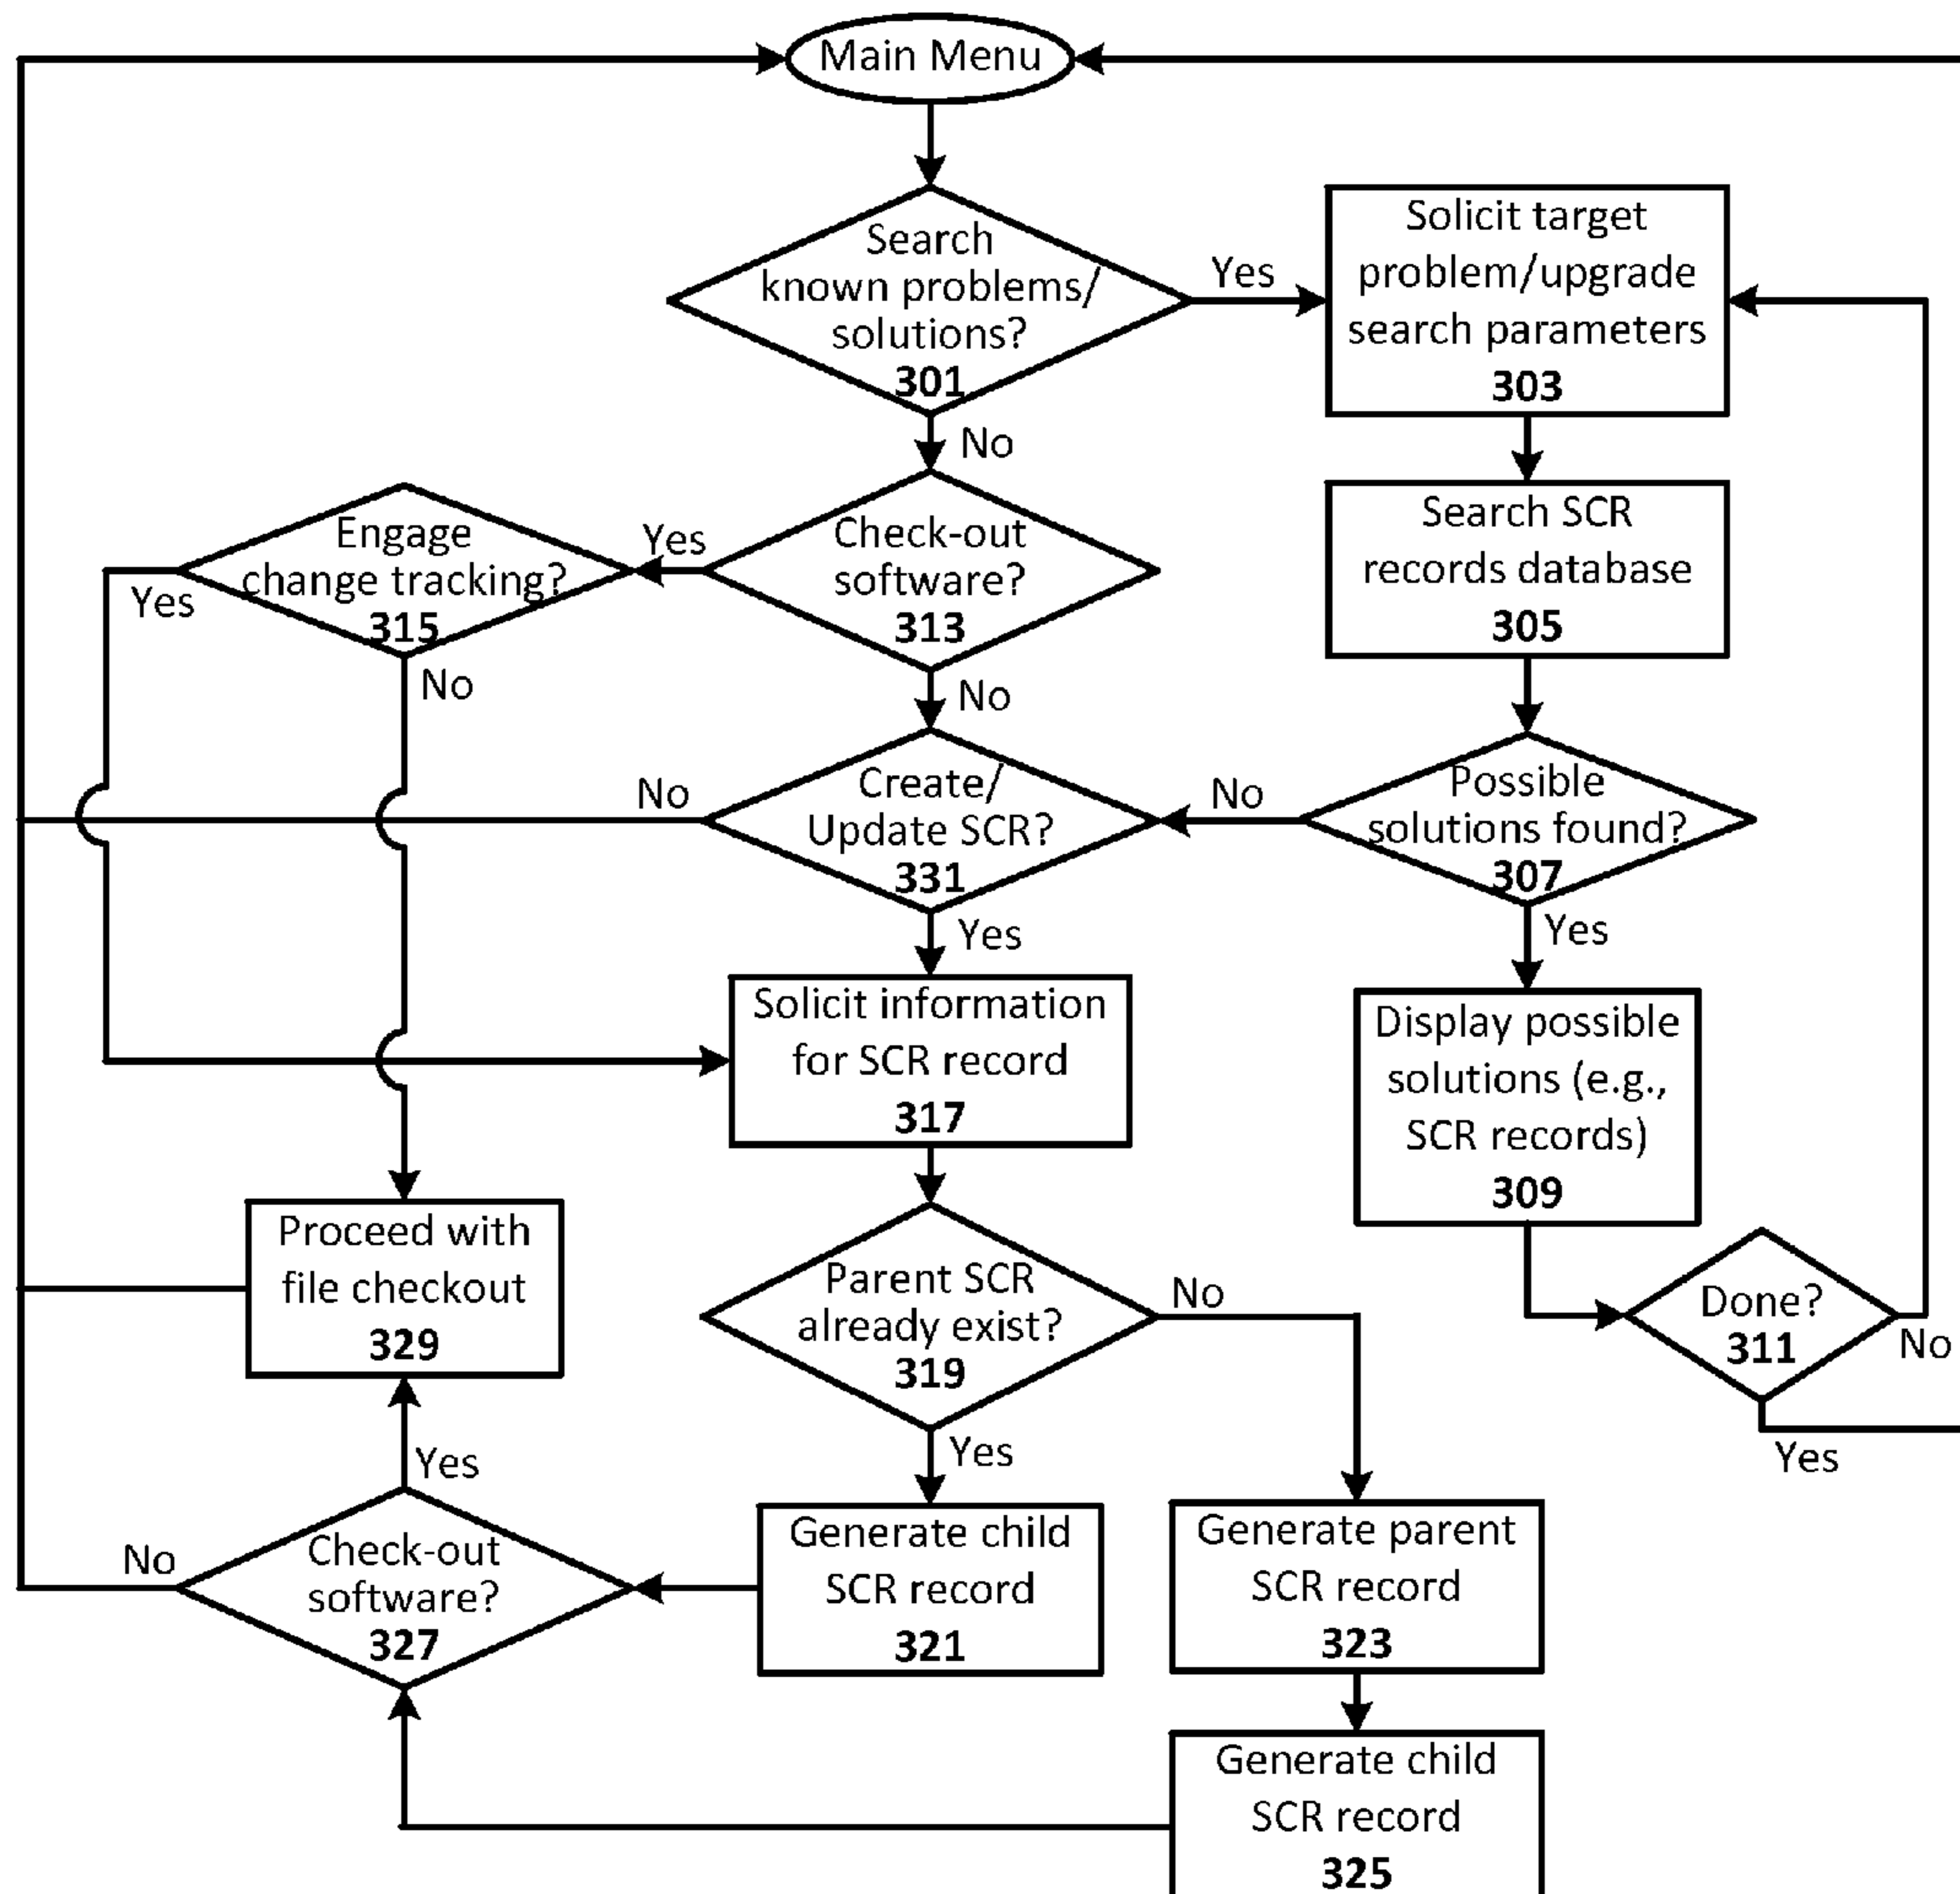 Main Menu
Search
known problems/
solutions?
301
Yes
Solicit target
problem/upgrade
search parameters
303
No
Engage
change tracking?
315
Yes
Check-out
software?
313
Search SCR
records database
305
Yes
No
No
No
Create/
Update SCR?
331
No
Possible
solutions found?
307
Yes
Yes
Solicit information
for SCR record
317
Display possible
solutions (e.g.,
SCR records)
309
Proceed with
file checkout
329
Parent SCR
already exist?
319
No
Done?
311
No
Yes
Yes
Yes
No
Check-out
software?
327
Generate child
SCR record
321
Generate parent
SCR record
323
Generate child
SCR record
325